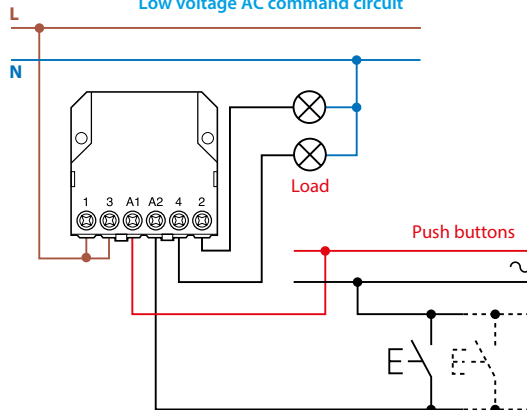 Low voltage AC command circuit
L
N
1 3 A1 A2 4 2
Load
Push buttons